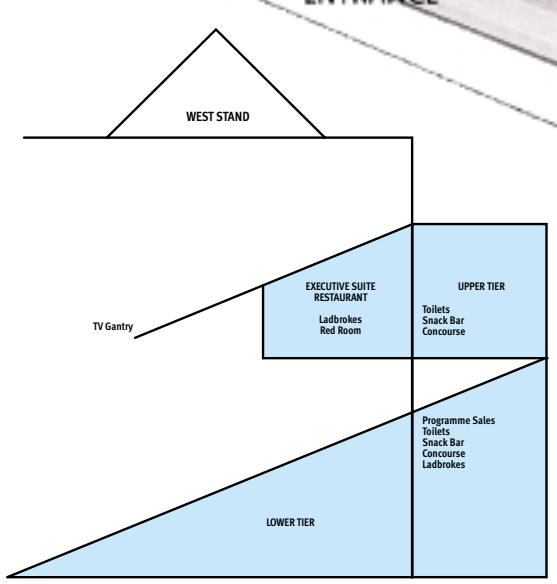 ENTRANCE
WEST STAND
EXECUTIVE SUITE
RESTAURANT
Ladbrokes
Red Room
UPPER TIER
Toilets
Snack Bar
Concourse
TV Gantry
Programme Sales
Toilets
Snack Bar
Concourse
Ladbrokes
LOWER TIER